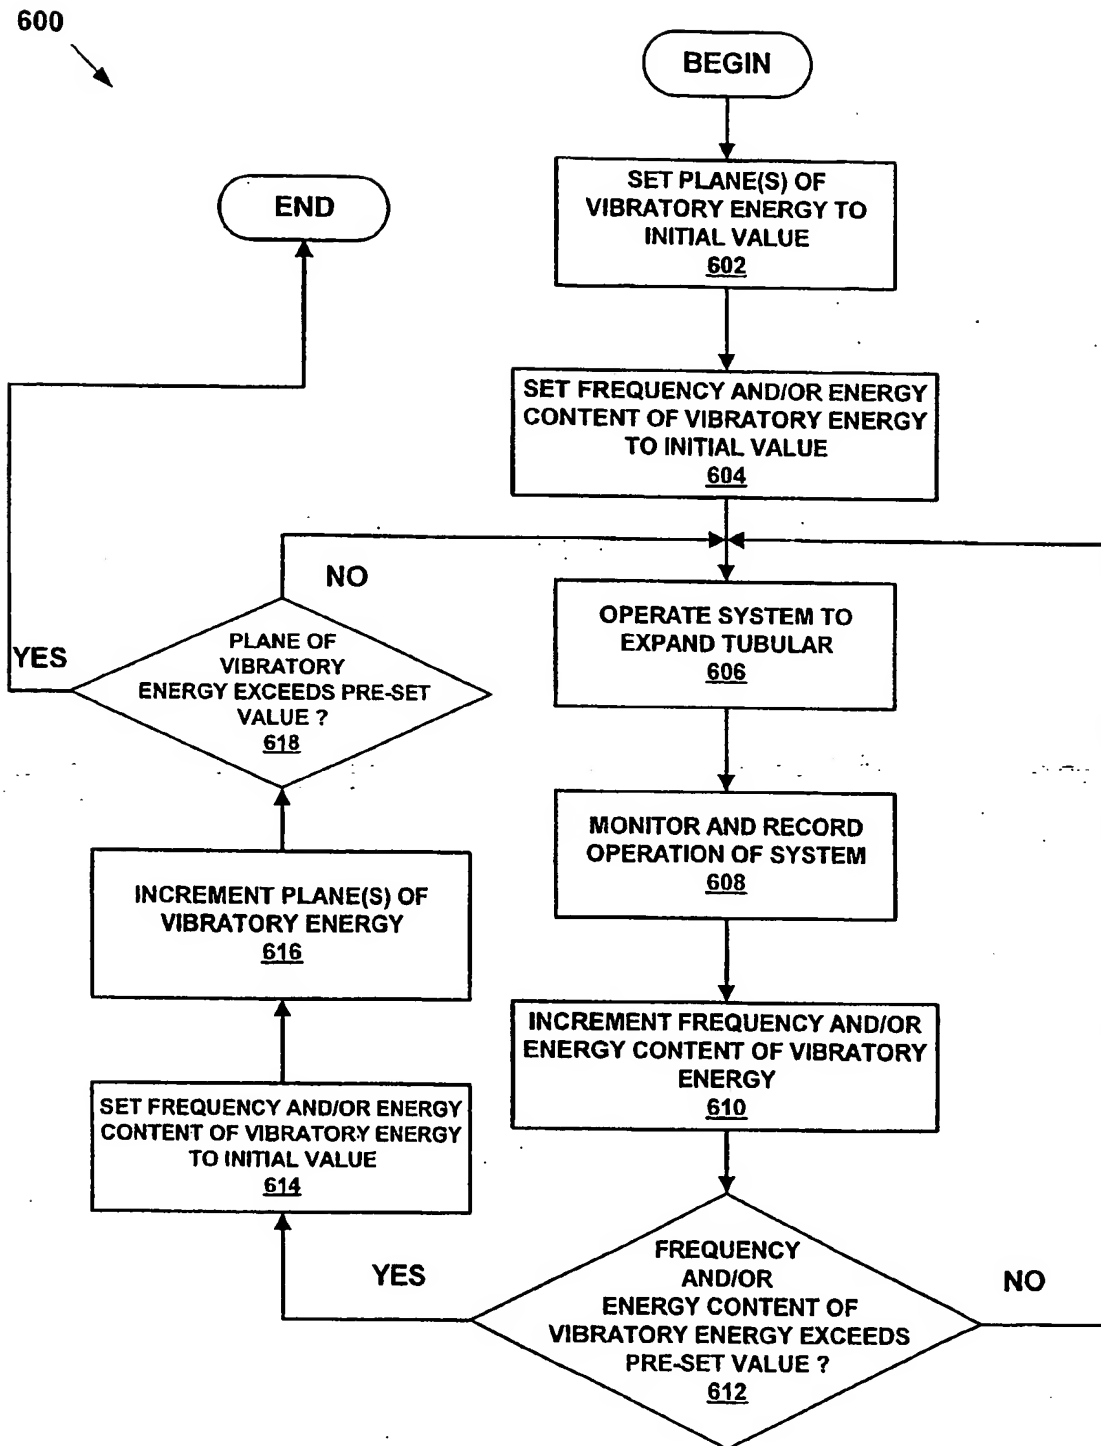 600
BEGIN
SET PLANE(S) OF
VIBRATORY ENERGY TO
INITIAL VALUE
602
END
SET FREQUENCY AND/OR ENERGY
CONTENT OF VIBRATORY ENERGY
TO INITIAL VALUE
604
NO
OPERATE SYSTEM TO
EXPAND TUBULAR
606
YES
PLANE OF
VIBRATORY
ENERGY EXCEEDS PRE-SET
VALUE ?
618
MONITOR AND RECORD
OPERATION OF SYSTEM
608
INCREMENT PLANE(S) OF
VIBRATORY ENERGY
616
INCREMENT FREQUENCY AND/OR
ENERGY CONTENT OF VIBRATORY
ENERGY
610
SET FREQUENCY AND/OR ENERGY
CONTENT OF VIBRATORY ENERGY
TO INITIAL VALUE
614
YES
FREQUENCY
AND/OR
ENERGY CONTENT OF
VIBRATORY ENERGY EXCEEDS
PRE-SET VALUE ?
612
NO